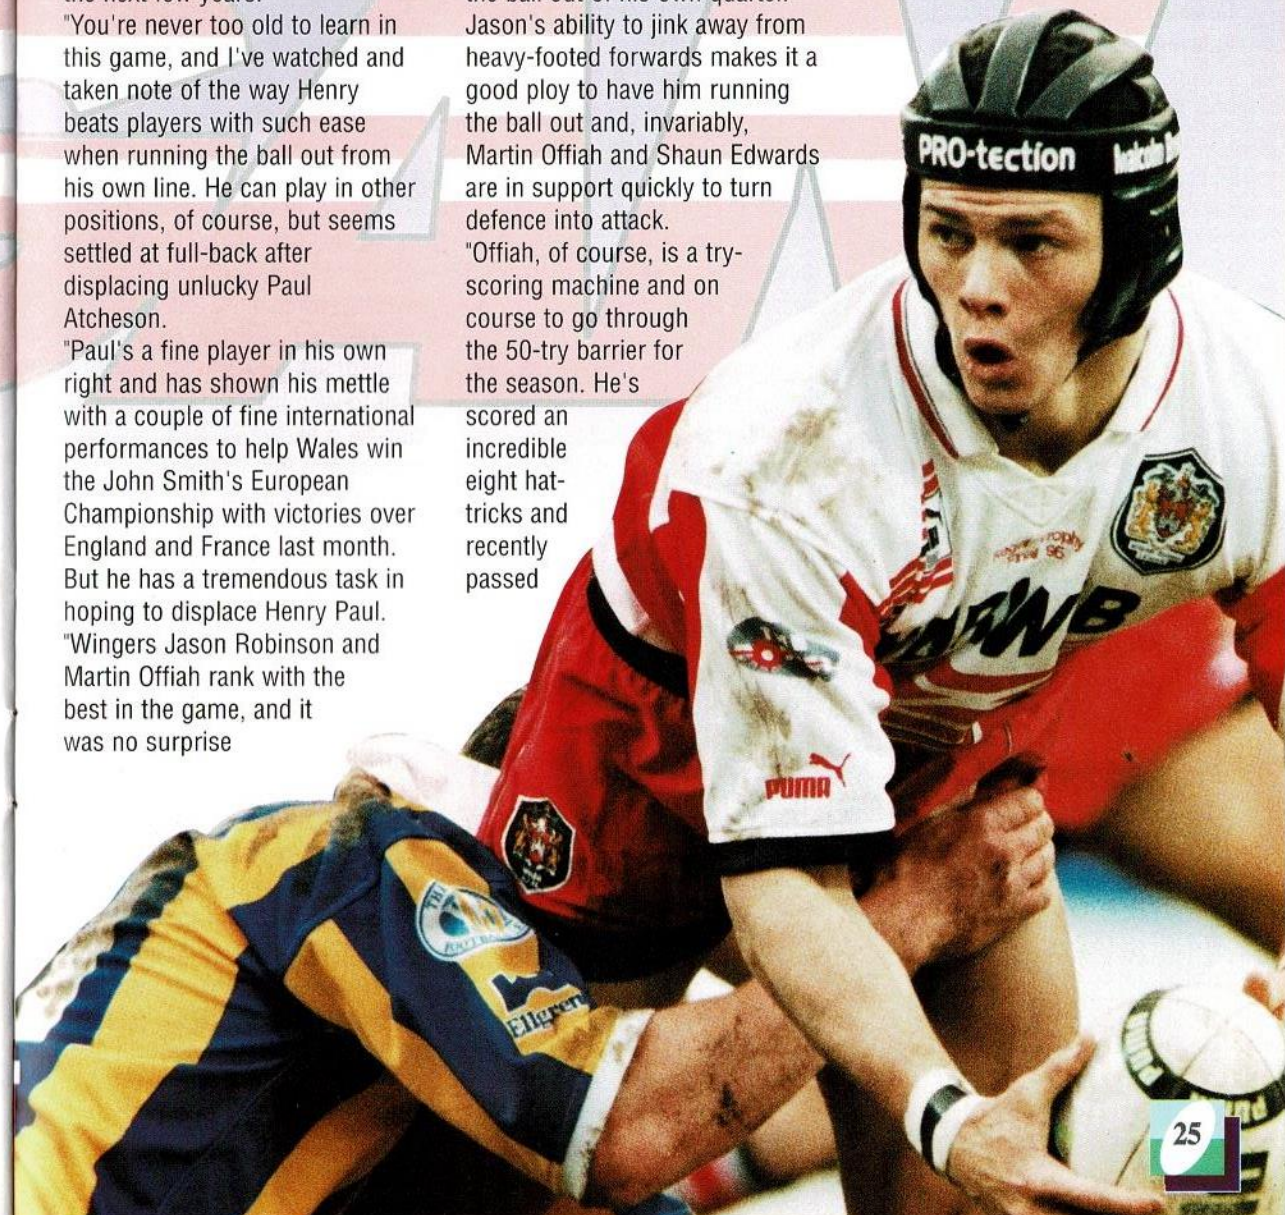 "You're never too old to learn in
this game, and I've watched and
taken note of the way Henry
beats players with such ease
when running the ball out from
his own line. He can play in other
positions, of course, but seems
settled at full-back after
displacing unlucky Paul
Atcheson.
"Paul's a fine player in his own
right and has shown his mettle
with a couple of fine international
performances to help Wales win
the John Smith's European
Championship with victories over
England and France last month.
But he has a tremendous task in
hoping to displace Henry Paul.
"Wingers Jason Robinson and
Martin Offiah rank with the
best in the game, and it
was no surprise
Jason's ability to jink away from
heavy-footed forwards makes it a
good ploy to have him running
the ball out and, invariably,
Martin Offiah and Shaun Edwards
are in support quickly to turn
defence into attack.
"Offiah, of course, is a try-
scoring machine and on
course to go through
the 50-try barrier for
the season. He's
scored an
incredible
eight hat-
tricks and
recently
passed
PRO-tection
PUMA
Ellgren
PUMA
25